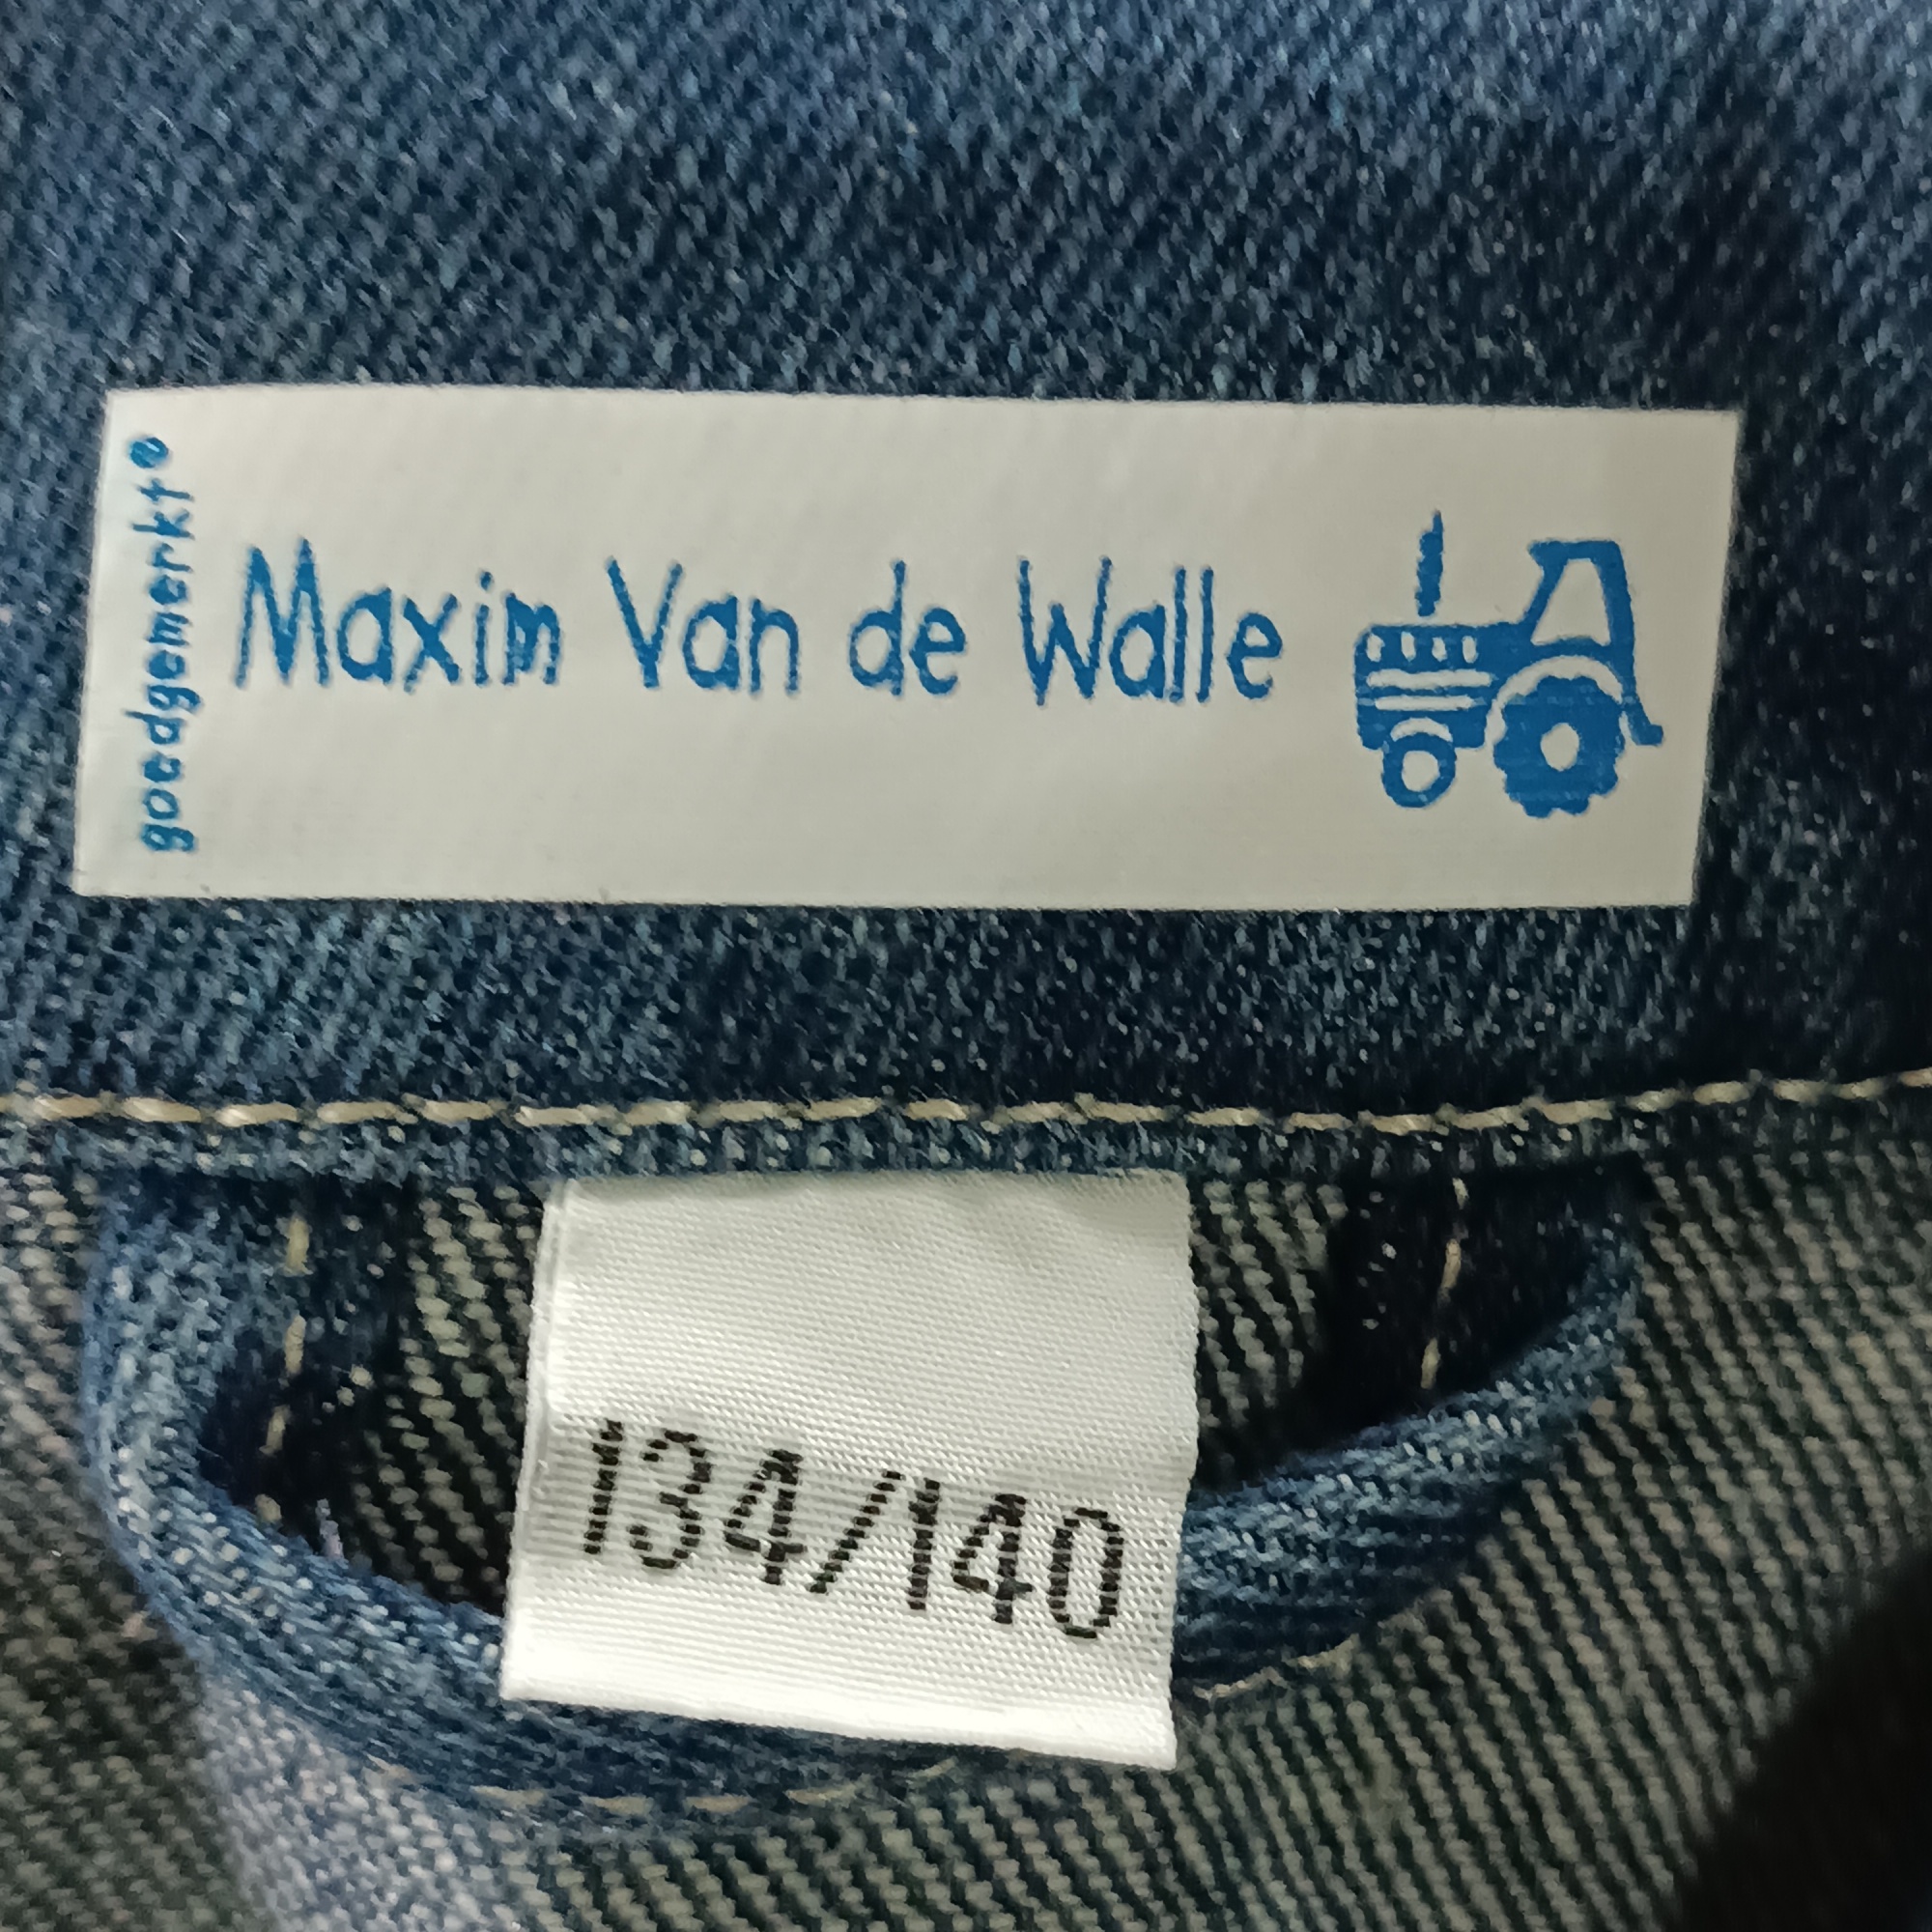 goedgemerkt®
Maxim Van de Walle
134/140